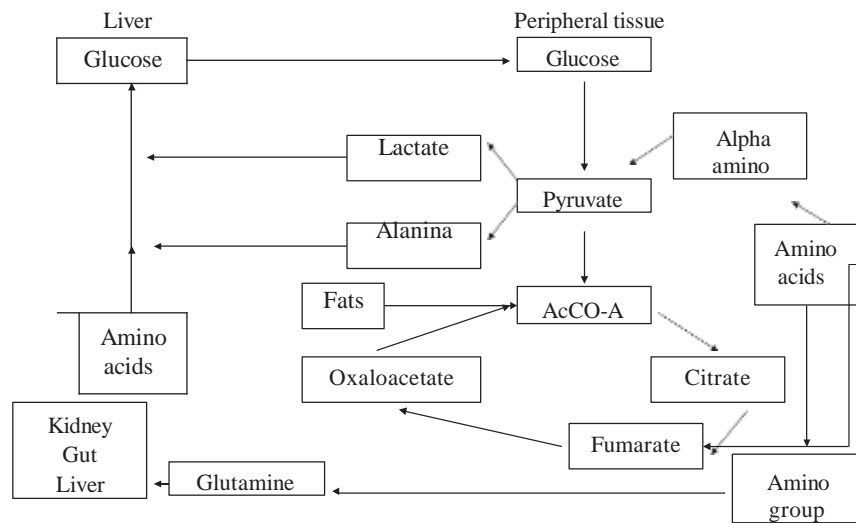 Liver
Peripheral tissue
Glucose
Glucose
Lactate
Alpha
amino
Pyruvate
Alanina
Amino
acids
Fats
AcCO-A
Amino
acids
Oxaloacetate
Citrate
Kidney
Gut
Liver
Fumarate
Glutamine
Amino
group